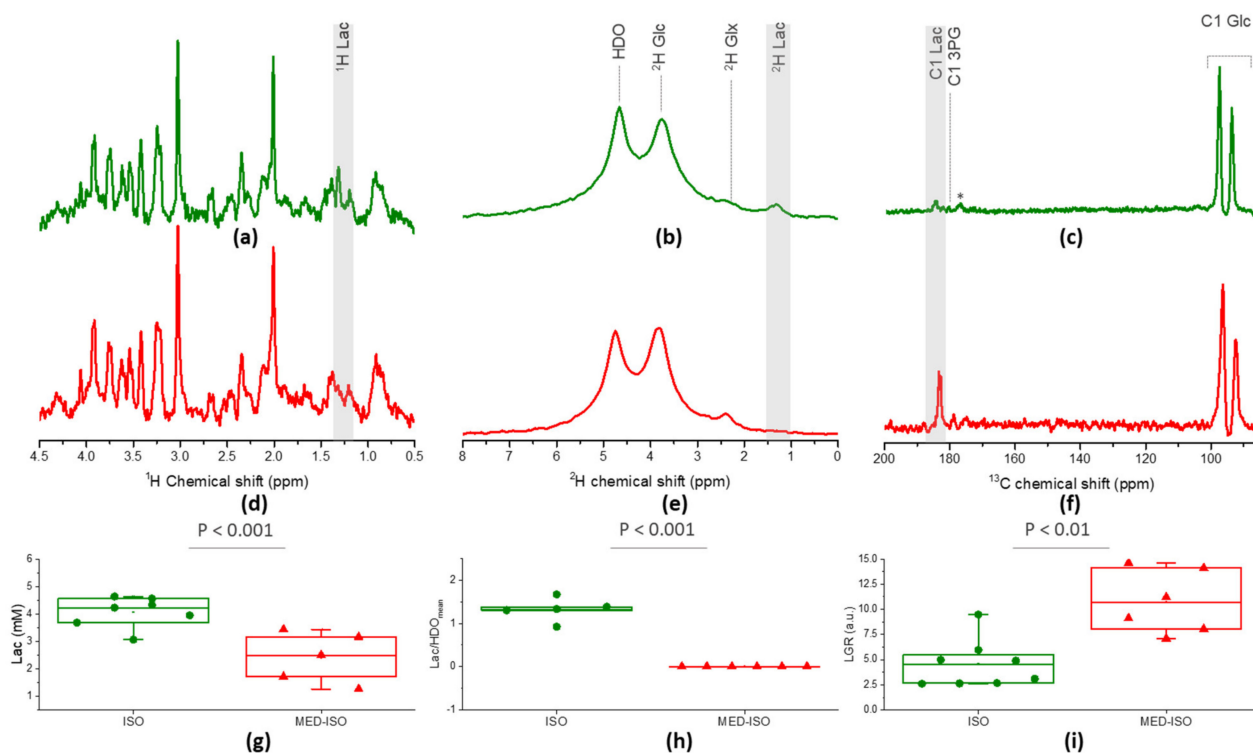 ¹H Lac
HDO
²H Glc
²H Glx
²H Lac
C1 Lac
C1 3PG
*
C1 Glc
(a)
(b)
(c)
4.5 4.0 3.5 3.0 2.5 2.0 1.5 1.0 0.5
8 6 4 2 0
200 180 160 140 120 100
¹H Chemical shift (ppm)
²H Chemical shift (ppm)
¹³C chemical shift (ppm)
(d)
(e)
(f)
P < 0.001
P < 0.001
P < 0.01
Lac (mM)
6
5
4
3
2
1
ISO MED-ISO
Lac/HDOmean
2
1
0
-1
ISO MED-ISO
LGR (a.u.)
15.0
12.5
10.0
7.5
5.0
2.5
0.0
ISO MED-ISO
(g)
(h)
(i)